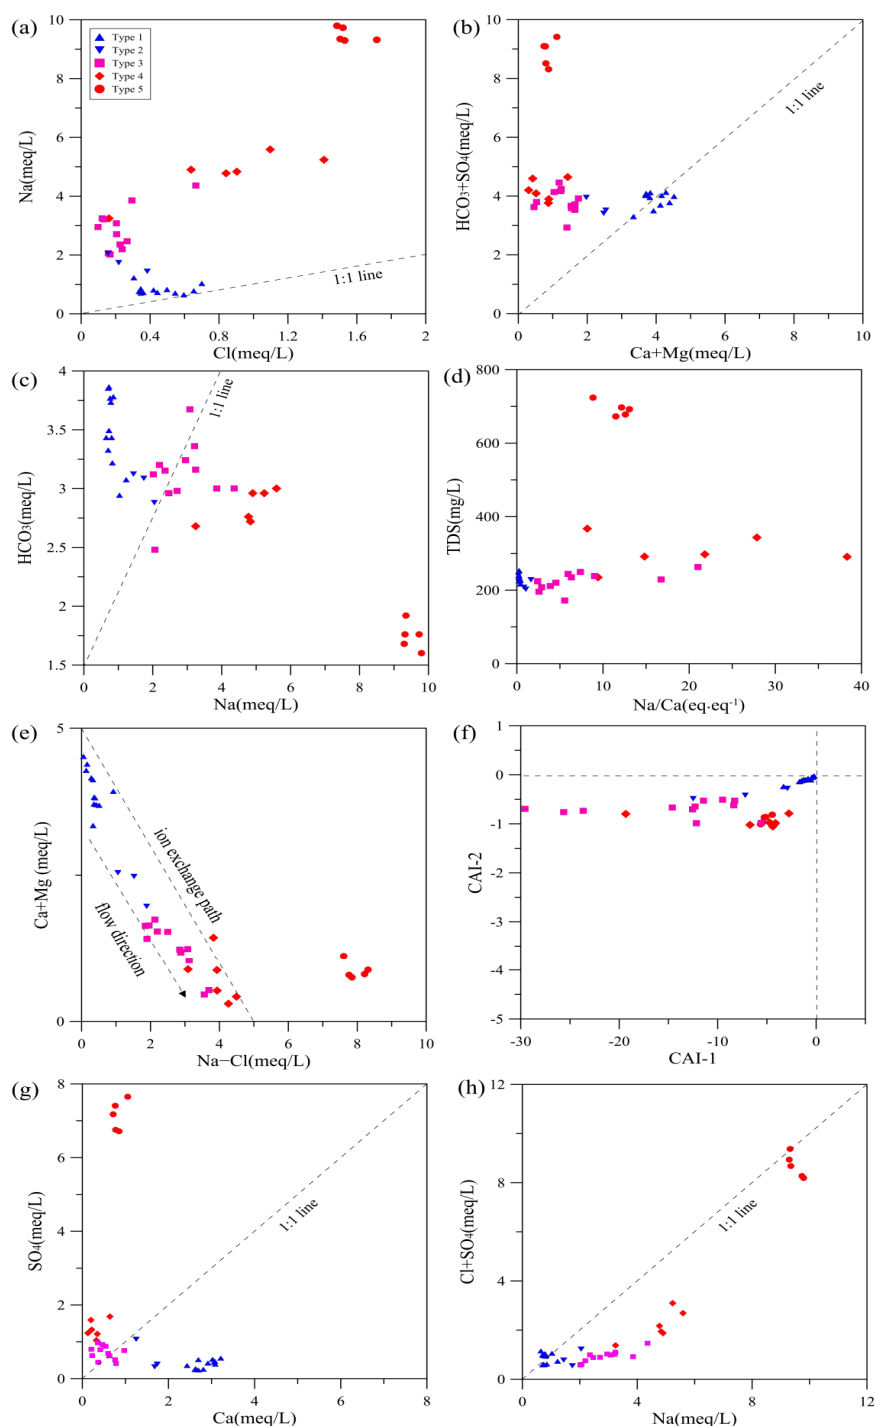 (a)
10
8
6
4
2
0
Na(meq/L)
Type 1
Type 2
Type 3
Type 4
Type 5
1:1 line
0
0.4
0.8
1.2
1.6
2
Cl(meq/L)
(b)
10
8
6
4
2
0
HCO3+SO4(meq/L)
1:1 line
0
2
4
6
8
10
Ca+Mg(meq/L)
(c)
4
3.5
3
2.5
2
1.5
HCO3(meq/L)
1:1 line
0
2
4
6
8
10
Na(meq/L)
(d)
800
600
400
200
0
TDS(mg/L)
0
10
20
30
40
Na/Ca(eq·eq⁻¹)
(e)
5
0
Ca+Mg (meq/L)
ion exchange path
flow direction
0
2
4
6
8
10
Na−Cl(meq/L)
(f)
1
0
-1
-2
-3
-4
-5
CAI-2
-30
-20
-10
0
CAI-1
(g)
8
6
4
2
0
SO4(meq/L)
1:1 line
0
2
4
6
8
Ca(meq/L)
(h)
12
8
4
0
Cl+SO4(meq/L)
1:1 line
0
4
8
12
Na(meq/L)